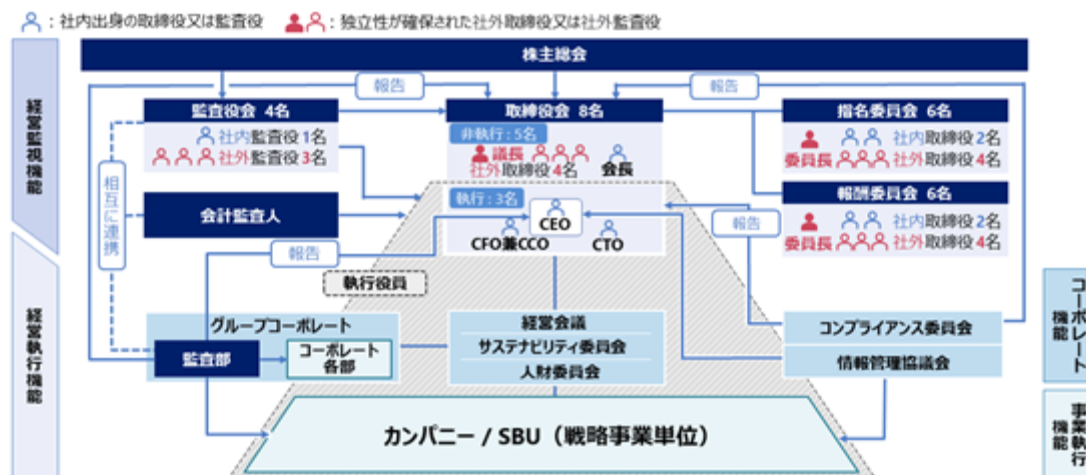 ：社内出身の取締役又は監査役　：独立性が確保された社外取締役又は社外監査役
株主総会
報告
報告
経営監視機能
監査役会 4名
社内監査役1名
社外監査役3名
取締役会 8名
非執行：5名
議長
社外取締役4名
会長
指名委員会 6名
社内取締役2名
委員長 社外取締役4名
報酬委員会 6名
社内取締役2名
委員長 社外取締役4名
相互に連携
会計監査人
執行：3名
CEO
CFO兼CCO
CTO
報告
報告
執行役員
経営執行機能
グループコーポレート
監査部
コーポレート
各部
経営会議
サステナビリティ委員会
人財委員会
コンプライアンス委員会
情報管理協議会
コーポレート
機能
カンパニー / SBU（戦略事業単位）
事業執行
機能